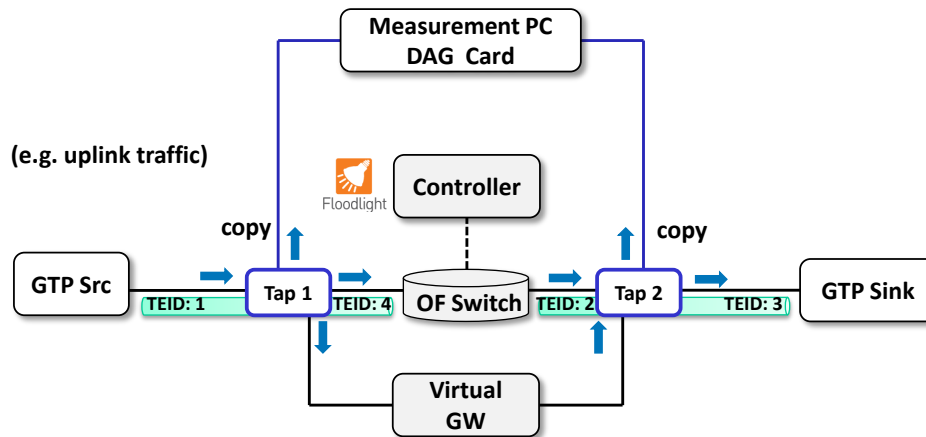 Measurement PC
DAG Card
(e.g. uplink traffic)
Floodlight
Controller
copy
copy
GTP Src
Tap 1
OF Switch
Tap 2
GTP Sink
TEID: 1
TEID: 4
TEID: 2
TEID: 3
Virtual
GW